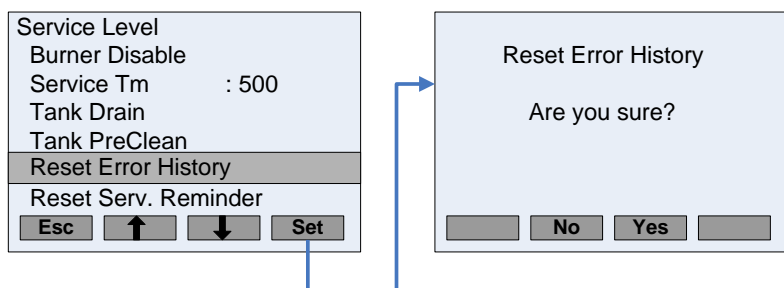 Service Level
Burner Disable
Service Tm : 500
Tank Drain
Tank PreClean
Reset Error History
Reset Serv. Reminder
Esc ↑ ↓ Set
Reset Error History
Are you sure?
No Yes